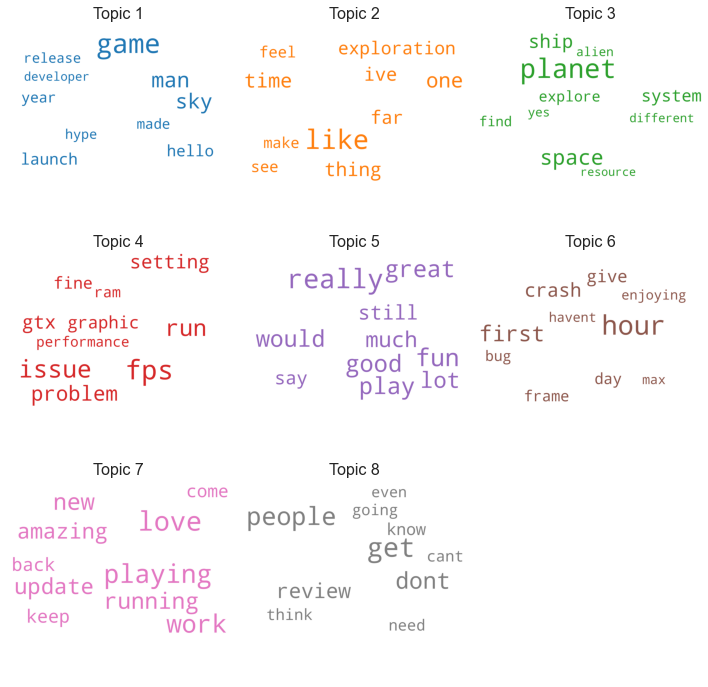 Topic 1
game
release
developer
man
year
sky
made
hype
hello
launch
Topic 2
feel
exploration
ive
time
one
far
make
like
see
thing
Topic 3
ship
alien
planet
explore
system
yes
find
different
space
resource
Topic 4
setting
fine
ram
gtx
graphic
run
performance
issue
fps
problem
Topic 5
really
great
still
would
much
good
fun
say
play
lot
Topic 6
give
crash
enjoying
havent
hour
first
bug
day
max
frame
Topic 7
come
new
love
amazing
back
playing
update
running
keep
work
Topic 8
even
going
people
know
get
cant
dont
review
think
need